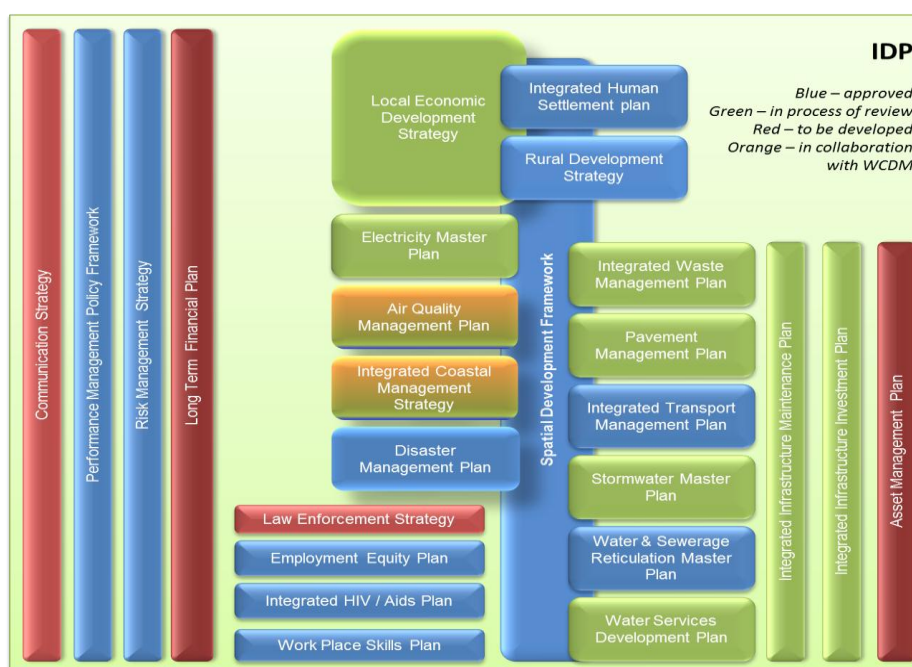 IDP
Blue – approved
Green – in process of review
Red – to be developed
Orange – in collaboration
with WCDM
Communication Strategy
Performance Management Policy Framework
Risk Management Strategy
Long Term Financial Plan
Local Economic
Development
Strategy
Integrated Human
Settlement plan
Rural Development
Strategy
Electricity Master
Plan
Air Quality
Management Plan
Integrated Coastal
Management
Strategy
Disaster
Management Plan
Law Enforcement Strategy
Employment Equity Plan
Integrated HIV / Aids Plan
Work Place Skills Plan
Spatial Development Framework
Integrated Waste
Management Plan
Pavement
Management Plan
Integrated Transport
Management Plan
Stormwater Master
Plan
Water & Sewerage
Reticulation Master
Plan
Water Services
Development Plan
Integrated Infrastructure Maintenance Plan
Integrated Infrastructure Investment Plan
Asset Management Plan